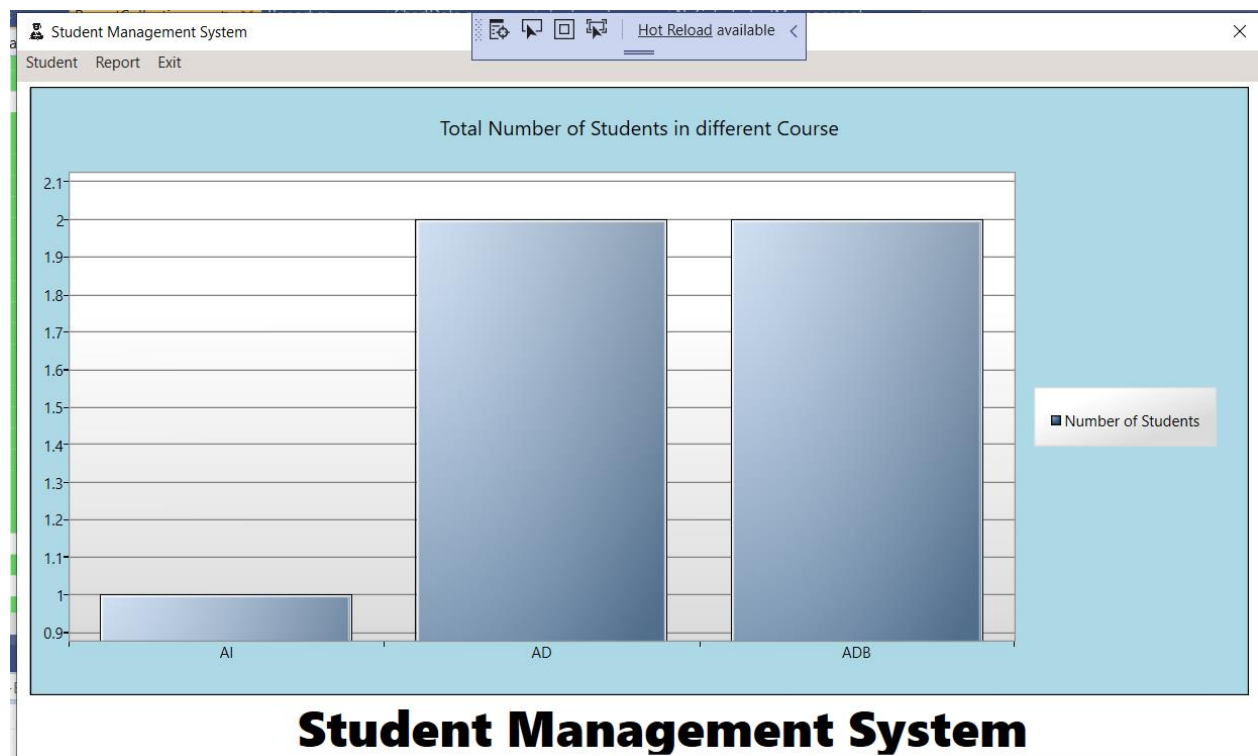 Student Management System
Hot Reload available
Student Report Exit
Total Number of Students in different Course
2.1
2
1.9
1.8
1.7
1.6
1.5
1.4
1.3
1.2
1.1
1
0.9
AI AD ADB
Number of Students
Student Management System